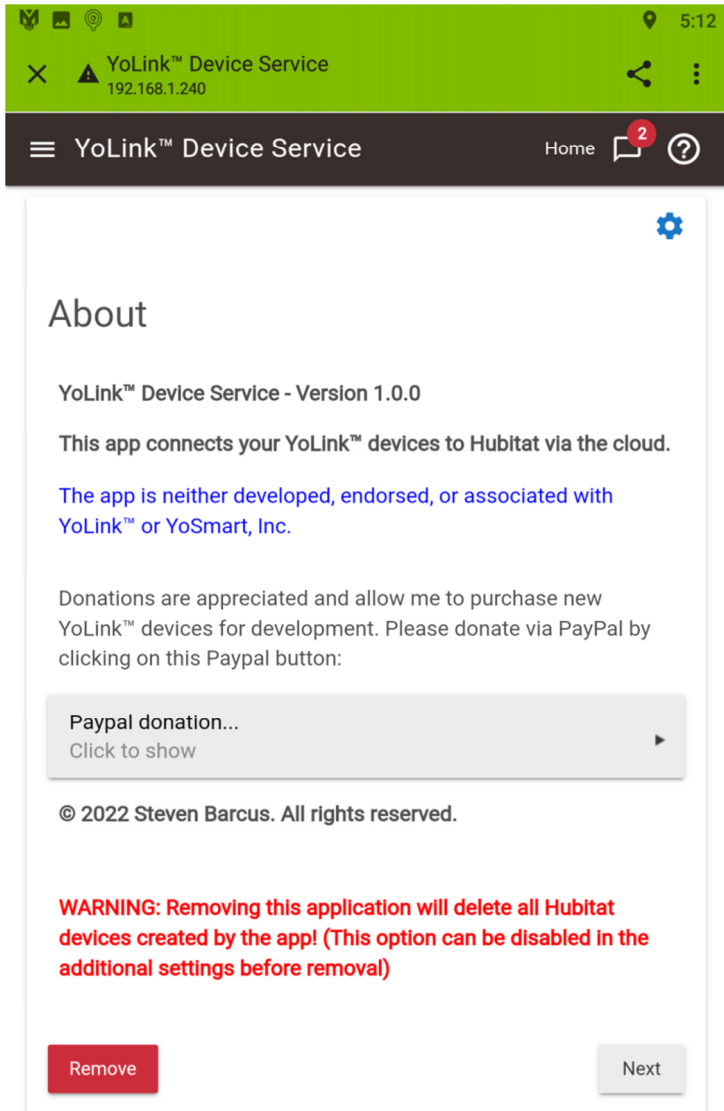 5:12
YoLink™ Device Service
192.168.1.240
YoLink™ Device Service
Home
2
?
About
YoLink™ Device Service - Version 1.0.0
This app connects your YoLink™ devices to Hubitat via the cloud.
The app is neither developed, endorsed, or associated with
YoLink™ or YoSmart, Inc.
Donations are appreciated and allow me to purchase new
YoLink™ devices for development. Please donate via PayPal by
clicking on this Paypal button:
Paypal donation...
Click to show
© 2022 Steven Barcus. All rights reserved.
WARNING: Removing this application will delete all Hubitat
devices created by the app! (This option can be disabled in the
additional settings before removal)
Remove
Next